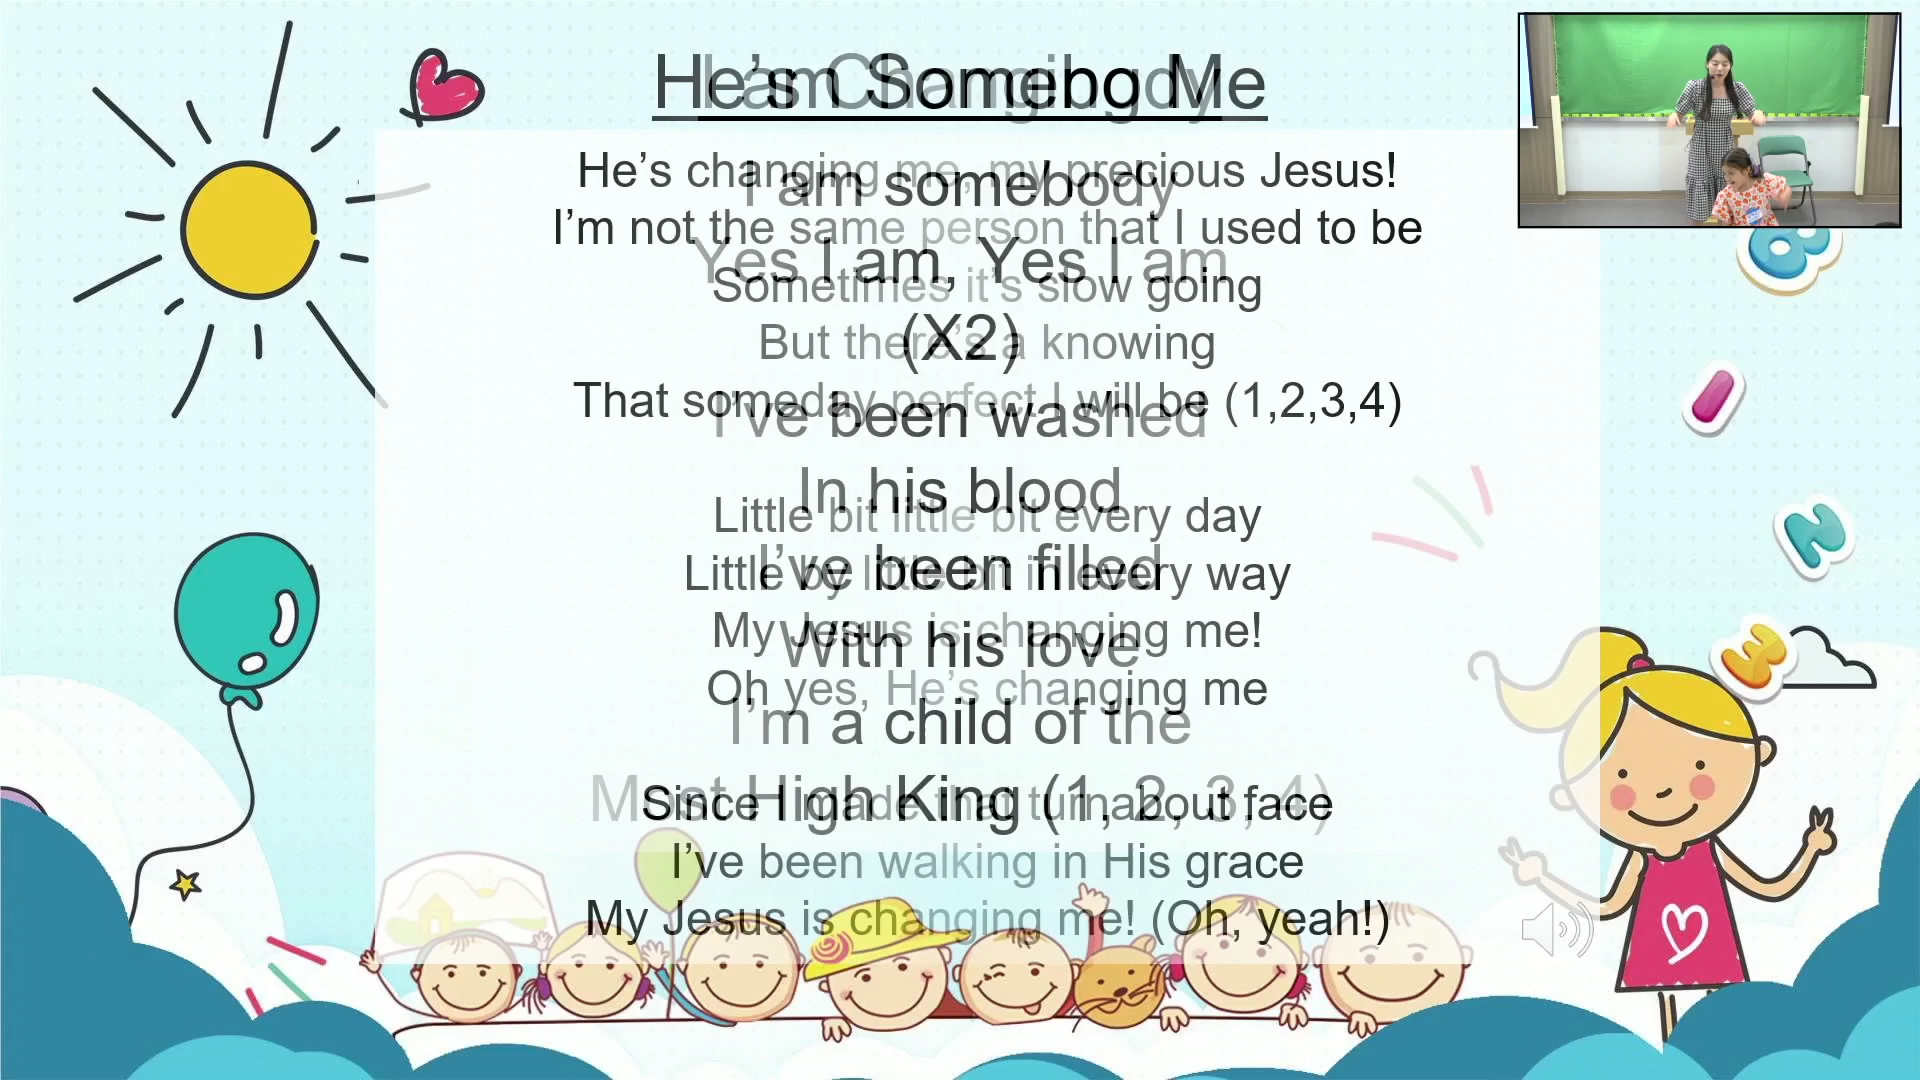 He's Changing Me
He's changing me, my precious Jesus!
I'm not the same person that I used to be
Sometimes it's slow going
But there's a knowing
That someday perfect I will be (1,2,3,4)
Little bit little bit every day
Little by little bit in every way
My Jesus is changing me!
Oh yes, He's changing me
Since I made that turnabout face
I've been walking in His grace
My Jesus is changing me! (Oh, yeah!)
I am Somebody
I am somebody
Yes I am, Yes I am
(X2)
I've been washed
In his blood
I've been filled
With his love
I'm a child of the
Most High King (1, 2, 3, 4)
B
I
N
E